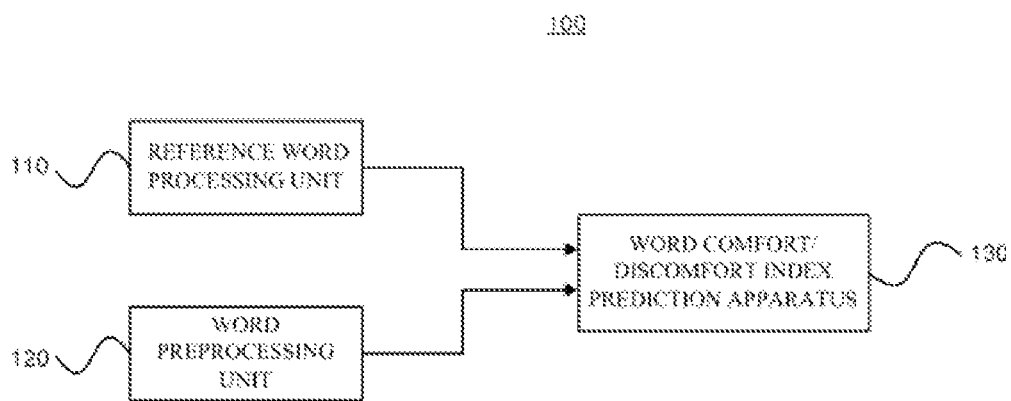 100
110
REFERENCE WORD
PROCESSING UNIT
WORD COMFORT/
DISCOMFORT INDEX
PREDICTION APPARATUS
130
120
WORD
PREPROCESSING
UNIT